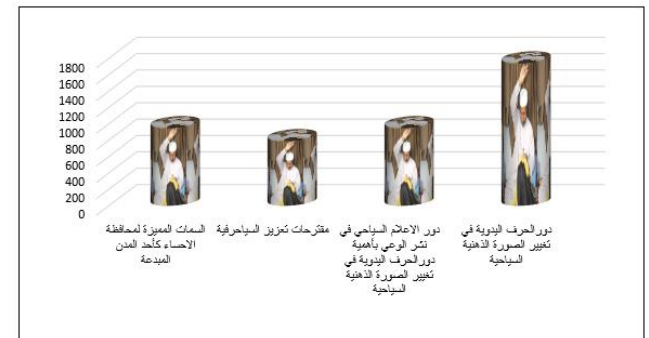 1800
1600
1400
1200
1000
800
600
400
200
0
دورالحرف اليدوية في
تغيير الصورة الذهنية
السياحية
دور الاعلام السياحي في
نشر الوعي بأهمية
دورالحرف اليدوية في
تغيير الصورة الذهنية
السياحية
مقترحات تعزيز السياحرفية
السمات المميزة لمحافظة
الاحساء كأحد المدن
المبدعة